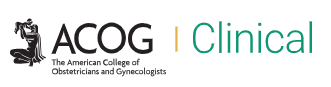 ACOG | Clinical
The American College of
Obstetricians and Gynecologists